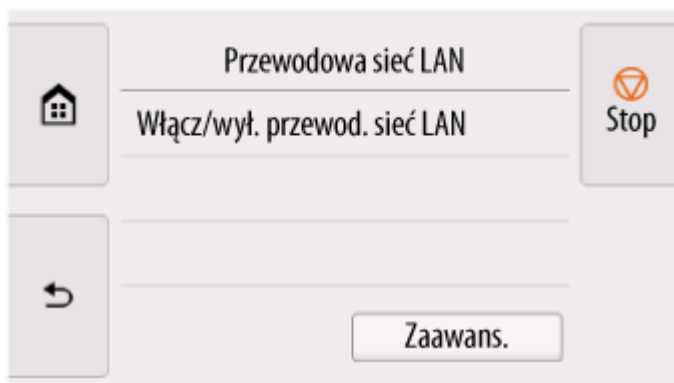 Przewodowa sieć LAN
Włącz/wył. przewod. sieć LAN
Stop
Zaawans.